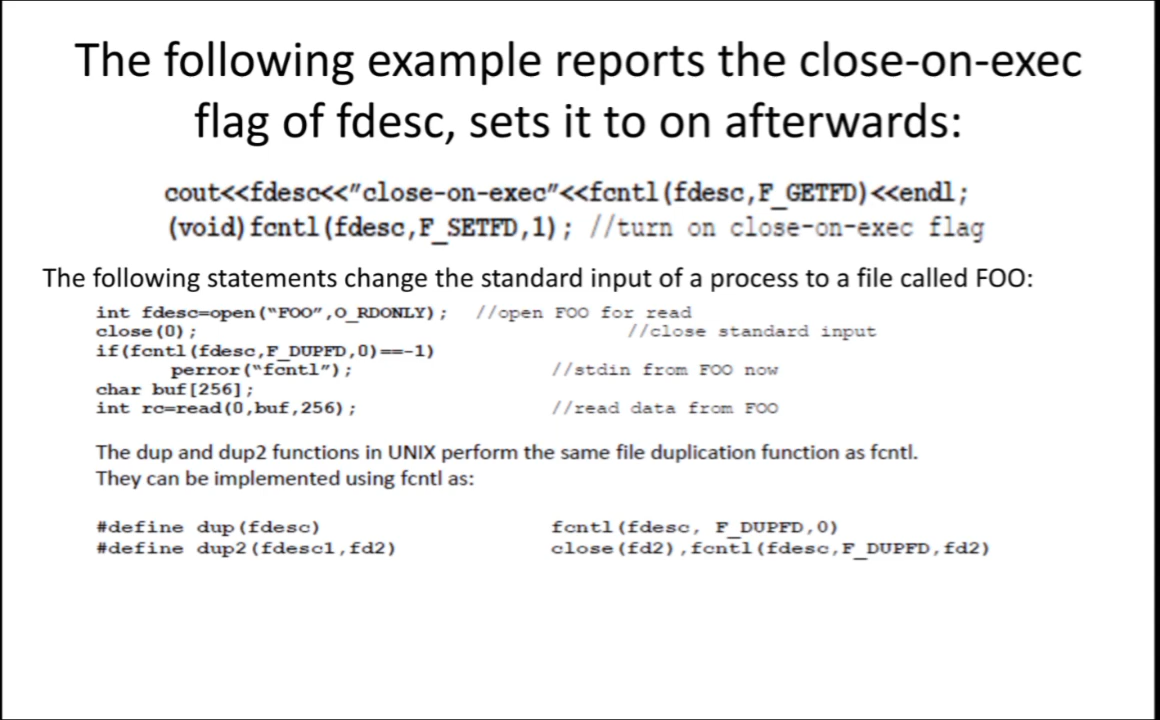 The following example reports the close-on-exec
flag of fdesc, sets it to on afterwards:
cout<<fdesc<<"close-on-exec"<<fcntl(fdesc,F_GETFD)<<endl;
(void)fcntl(fdesc,F_SETFD,1); //turn on close-on-exec flag
The following statements change the standard input of a process to a file called FOO:
int fdesc=open("FOO",O_RDONLY); //open FOO for read
close(0); //close standard input
if(fcntl(fdesc,F_DUPFD,0)==-1)
perror("fcntl"); //stdin from FOO now
char buf[256];
int rc=read(0,buf,256); //read data from FOO
The dup and dup2 functions in UNIX perform the same file duplication function as fcntl.
They can be implemented using fcntl as:
#define dup(fdesc) fcntl(fdesc, F_DUPFD,0)
#define dup2(fdesc1,fd2) close(fd2),fcntl(fdesc,F_DUPFD,fd2)